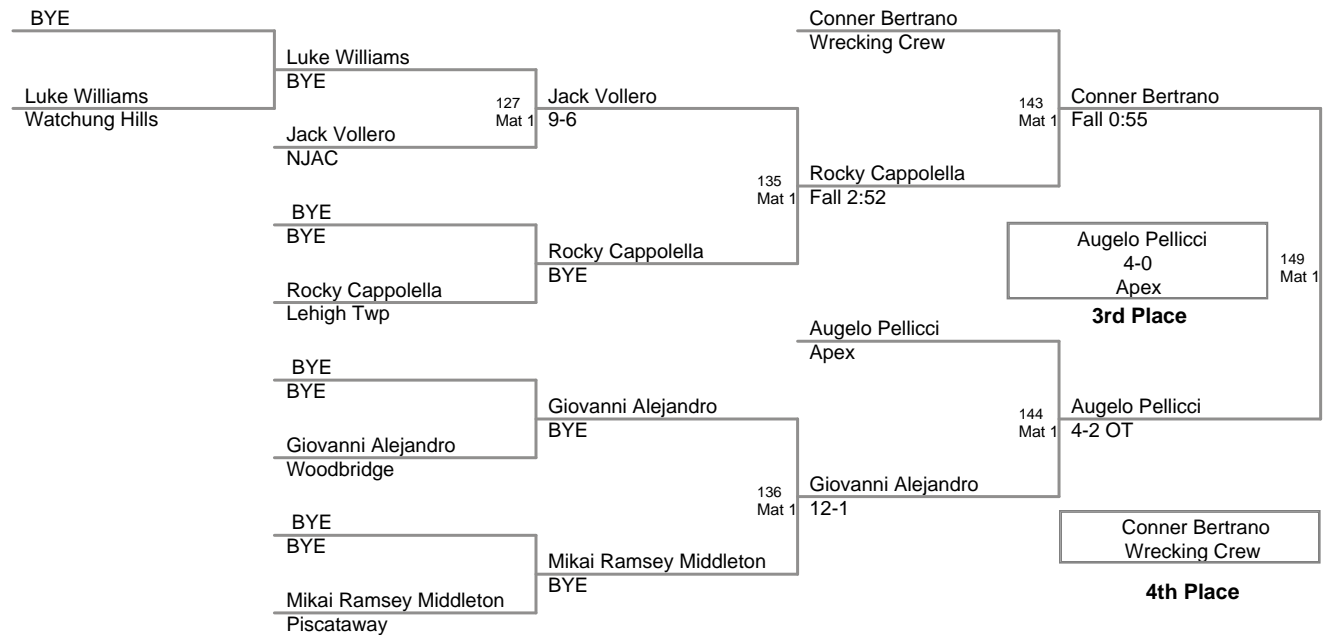 BYE
Luke Williams
Watchung Hills
Luke Williams
BYE
Jack Vollero
NJAC
BYE
BYE
Rocky Cappolella
Lehigh Twp
BYE
BYE
Giovanni Alejandro
Woodbridge
BYE
BYE
Mikai Ramsey Middleton
Piscataway
127
Mat 1
Jack Vollero
9-6
Rocky Cappolella
BYE
Giovanni Alejandro
BYE
Mikai Ramsey Middleton
BYE
Conner Bertrano
Wrecking Crew
135
Mat 1
Rocky Cappolella
Fall 2:52
Augelo Pellicci
Apex
136
Mat 1
Giovanni Alejandro
12-1
143
Mat 1
Conner Bertrano
Fall 0:55
144
Mat 1
Augelo Pellicci
4-2 OT
Augelo Pellicci
4-0
Apex
3rd Place
149
Mat 1
Conner Bertrano
Wrecking Crew
4th Place